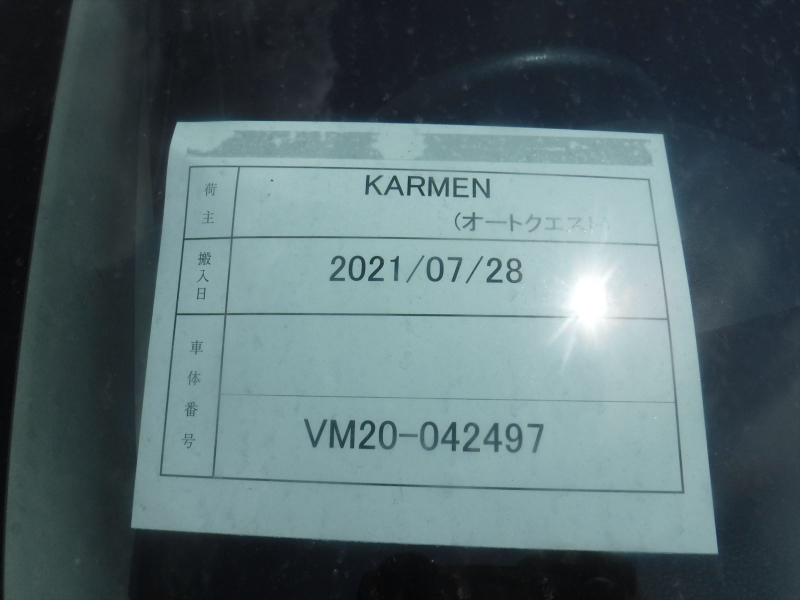 荷主
KARMEN
(オートクエスト)
搬入日
2021/07/28
車体番号
VM20-042497